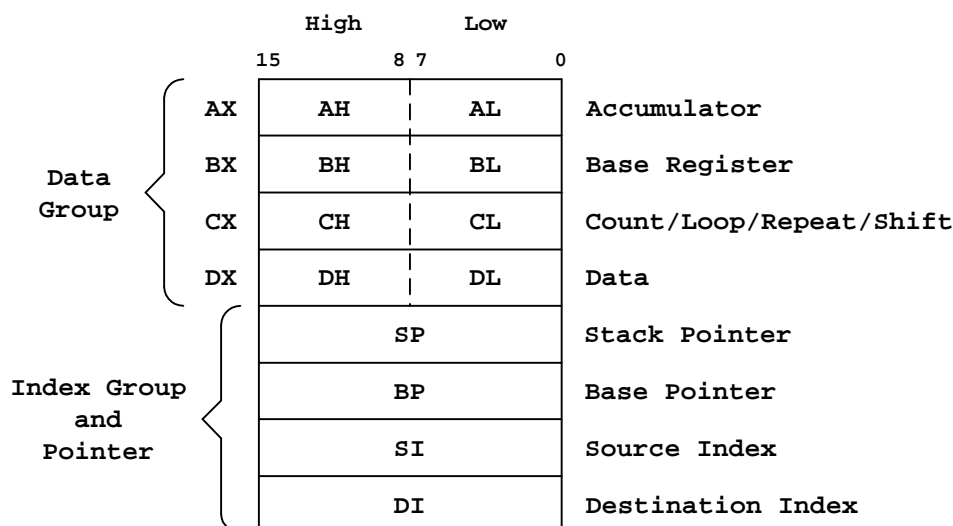 High Low
15 8 7 0
AX AH AL Accumulator
BX BH BL Base Register
Data
Group
CX CH CL Count/Loop/Repeat/Shift
DX DH DL Data
SP Stack Pointer
Index Group
and
Pointer
BP Base Pointer
SI Source Index
DI Destination Index